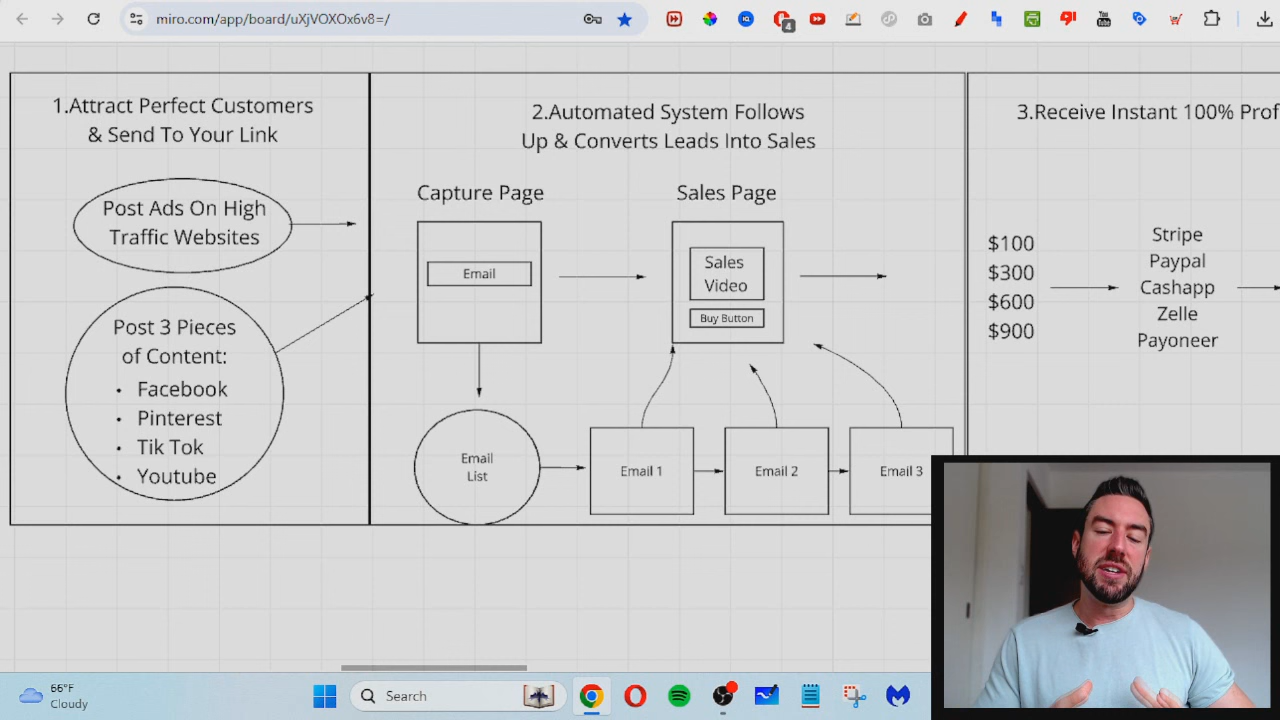 miro.com/app/board/uXjVOXOx6v8=/
4
1.Attract Perfect Customers
& Send To Your Link
Post Ads On High
Traffic Websites
Post 3 Pieces
of Content:
• Facebook
• Pinterest
• Tik Tok
• Youtube
2.Automated System Follows
Up & Converts Leads Into Sales
Capture Page
Email
Sales Page
Sales
Video
Buy Button
Email
List
Email 1
Email 2
Email 3
3.Receive Instant 100% Prof
$100
$300
$600
$900
Stripe
Paypal
Cashapp
Zelle
Payoneer
66°F
Cloudy
Search